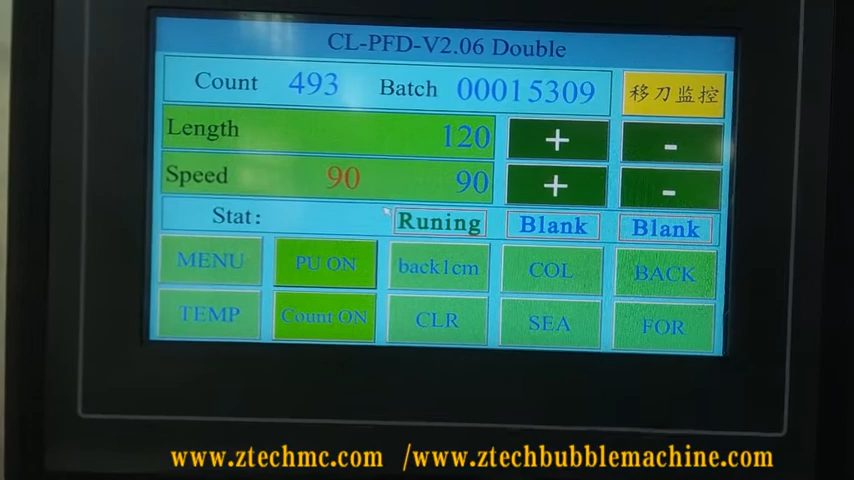 CL-PFD-V2.06 Double
Count 493 Batch 00015309 移刀监控
Length 120 + -
Speed 90 90 + -
Stat: Runing Blank Blank
MENU PU ON back1cm COL BACK
TEMP Count ON CLR SEA FOR
www.ztechmc.com /www.ztechbubblemachine.com